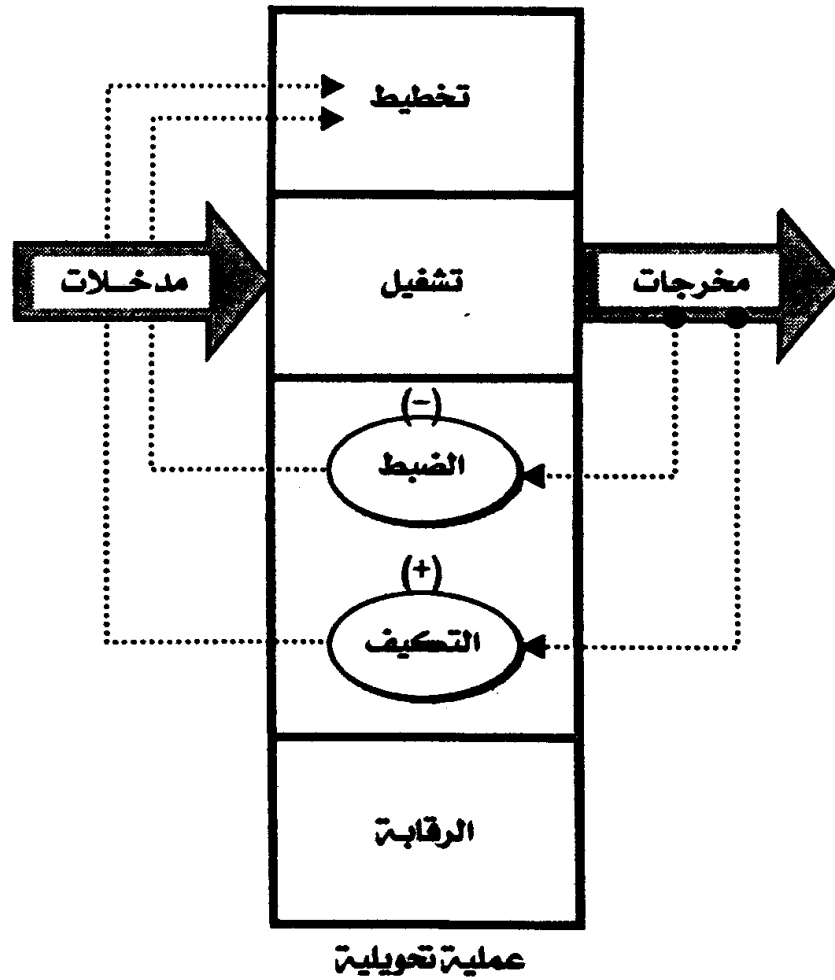 تخطيط
مدخلات
تشغيل
مخرجات
(-)
الضبط
(+)
التكيف
الرقابة
عملية تحويلية